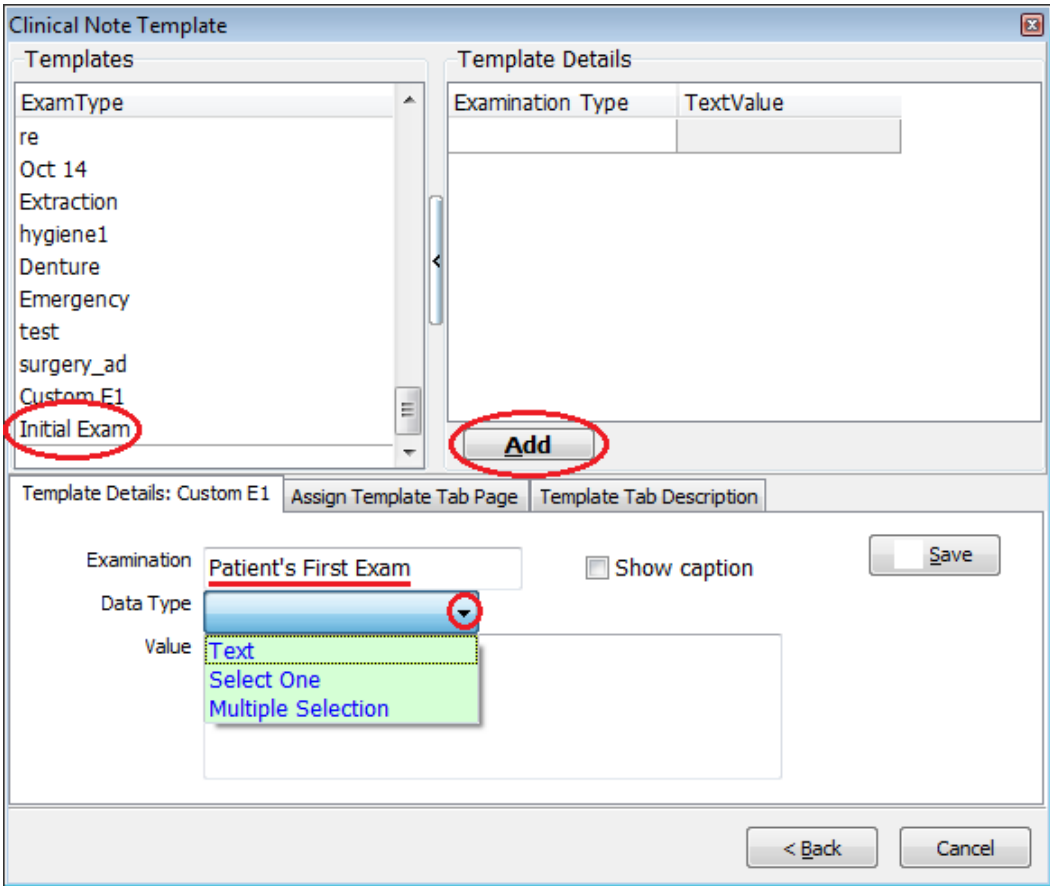 Clinical Note Template
Templates
ExamType
re
Oct 14
Extraction
hygiene1
Denture
Emergency
test
surgery_ad
Custom E1
Initial Exam
Template Details
Examination Type TextValue
Add
Template Details: Custom E1 Assign Template Tab Page Template Tab Description
Examination Patient's First Exam Show caption Save
Data Type
Value
Text
Select One
Multiple Selection
< Back Cancel